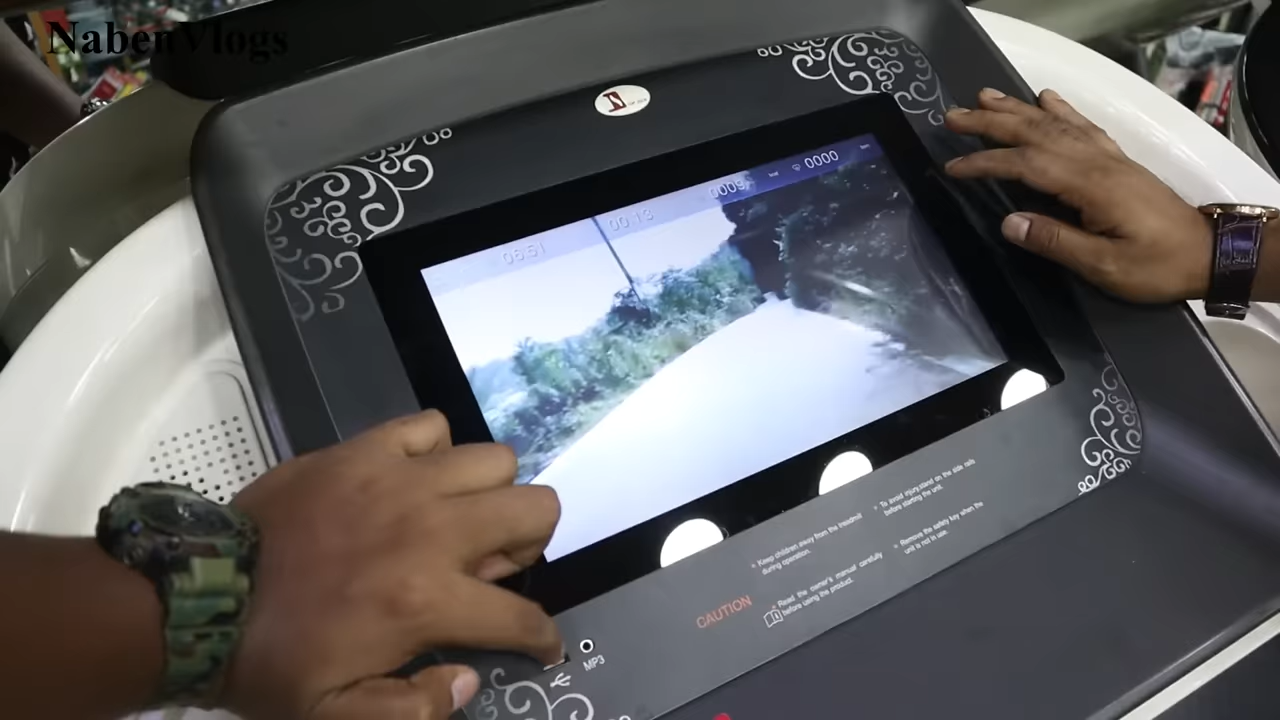 NabenVlogs
N
06:51
00:13
0009
0000
• Keep children away from the treadmill
during operation.
• To avoid injury,stand on the side rails
before starting the unit.
• Remove the safety key when the
unit is not in use.
CAUTION
• Read the owner's manual carefully
before using the product.
MP3